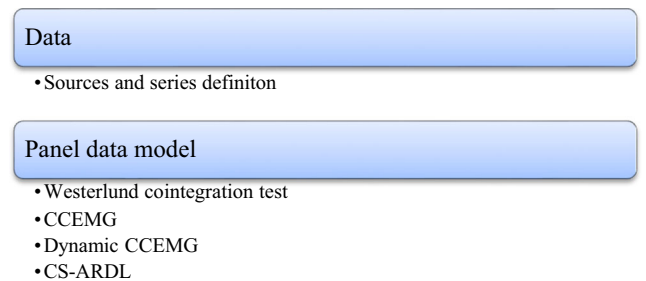 Data
•Sources and series definiton
Panel data model
•Westerlund cointegration test
•CCEMG
•Dynamic CCEMG
•CS-ARDL